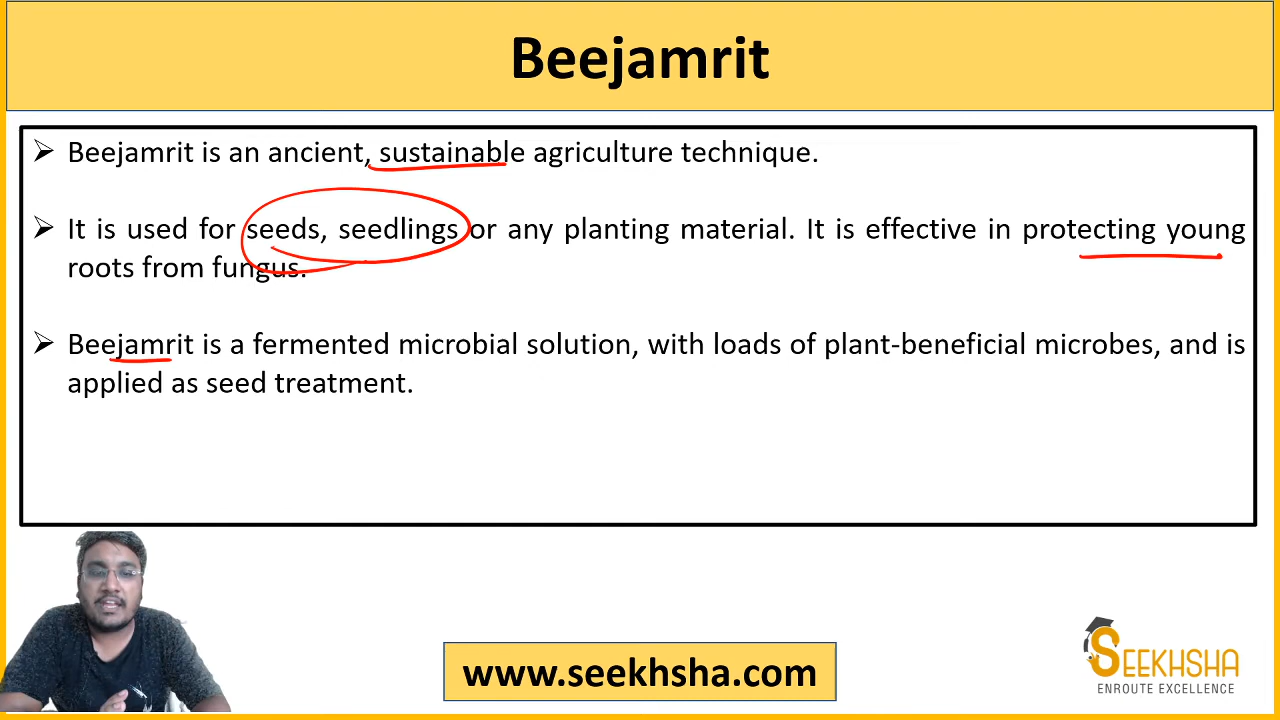 Beejamrit
➢ Beejamrit is an ancient, sustainable agriculture technique.
➢ It is used for seeds, seedlings or any planting material. It is effective in protecting young
roots from fungus.
➢ Beejamrit is a fermented microbial solution, with loads of plant-beneficial microbes, and is
applied as seed treatment.
www.seekhsha.com
SEEKHSHA
ENROUTE EXCELLENCE